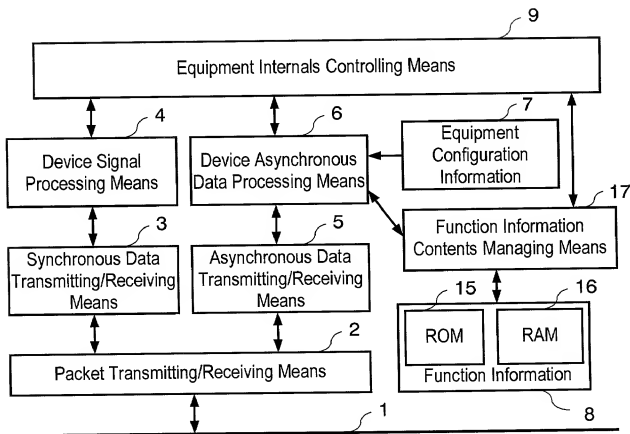 9
Equipment Internals Controlling Means
4
6
7
Device Signal
Processing Means
Device Asynchronous
Data Processing Means
Equipment
Configuration
Information
17
3
5
Function Information
Contents Managing Means
Synchronous Data
Transmitting/Receiving
Means
Asynchronous Data
Transmitting/Receiving
Means
15
16
ROM
RAM
Function Information
2
Packet Transmitting/Receiving Means
8
1